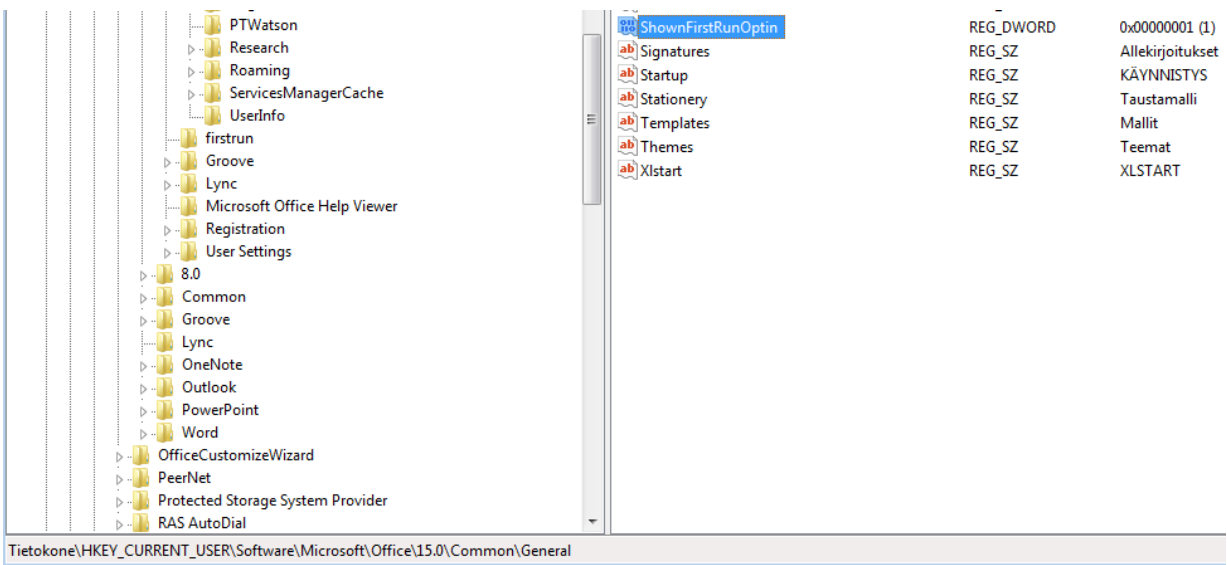 PTWatson
Research
Roaming
ServicesManagerCache
UserInfo
firstrun
Groove
Lync
Microsoft Office Help Viewer
Registration
User Settings
8.0
Common
Groove
Lync
OneNote
Outlook
PowerPoint
Word
OfficeCustomizeWizard
PeerNet
Protected Storage System Provider
RAS AutoDial
ShownFirstRunOptin REG_DWORD 0x00000001 (1)
Signatures REG_SZ Allekirjoitukset
Startup REG_SZ KÄYNNISTYS
Stationery REG_SZ Taustamalli
Templates REG_SZ Mallit
Themes REG_SZ Teemat
Xlstart REG_SZ XLSTART
Tietokone\HKEY_CURRENT_USER\Software\Microsoft\Office\15.0\Common\General